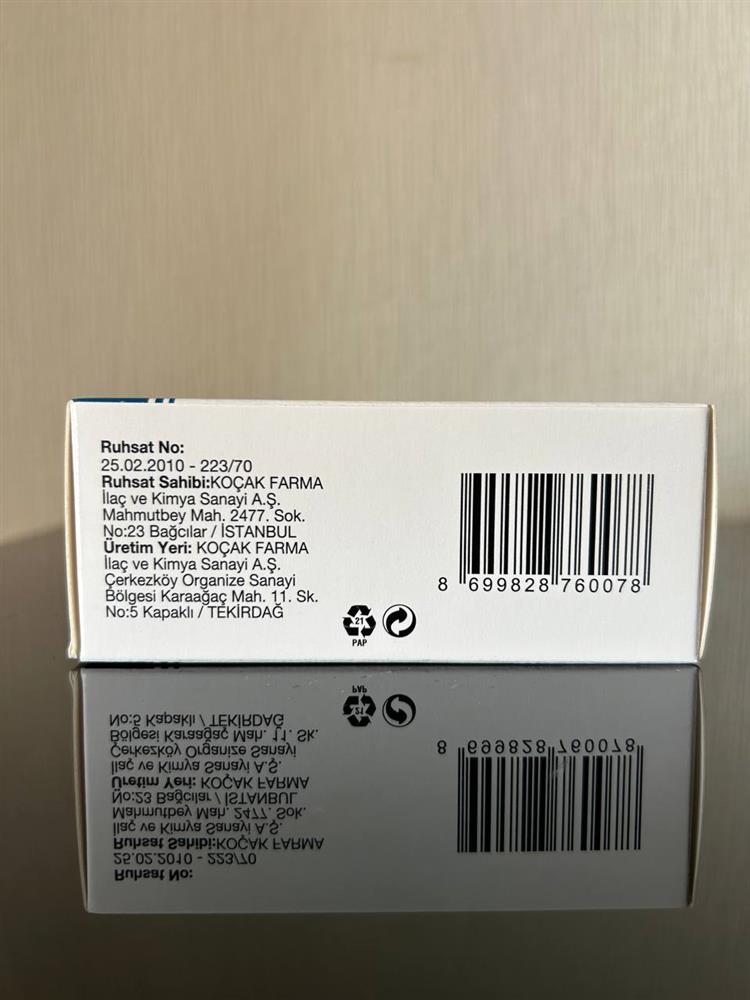 Ruhsat No:
25.02.2010 - 223/70
Ruhsat Sahibi:KOÇAK FARMA
İlaç ve Kimya Sanayi A.Ş.
Mahmutbey Mah. 2477. Sok.
No:23 Bağcılar / İSTANBUL
Üretim Yeri: KOÇAK FARMA
İlaç ve Kimya Sanayi A.Ş.
Çerkezköy Organize Sanayi
Bölgesi Karaağaç Mah. 11. Sk.
No:5 Kapaklı / TEKİRDAĞ
21
PAP
8 699828 760078